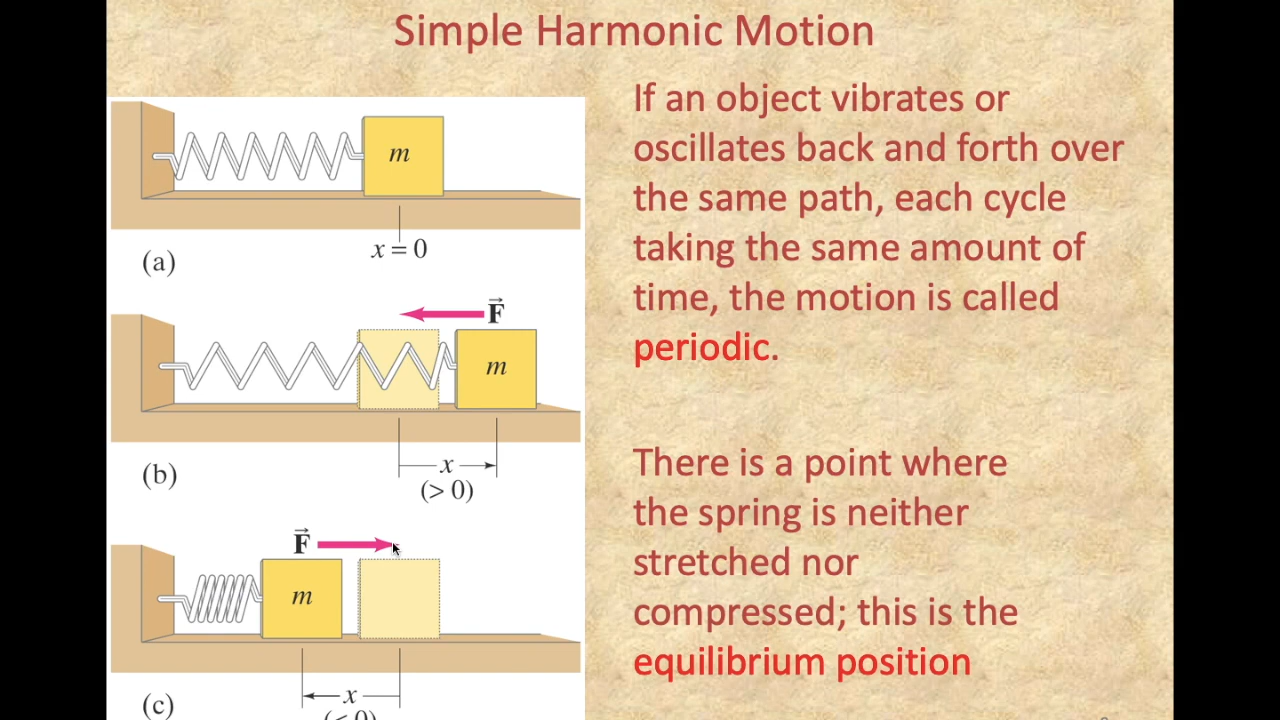 Simple Harmonic Motion
m
x = 0
(a)
F
m
x
(> 0)
(b)
F
m
x
(< 0)
(c)
If an object vibrates or
oscillates back and forth over
the same path, each cycle
taking the same amount of
time, the motion is called
periodic.
There is a point where
the spring is neither
stretched nor
compressed; this is the
equilibrium position